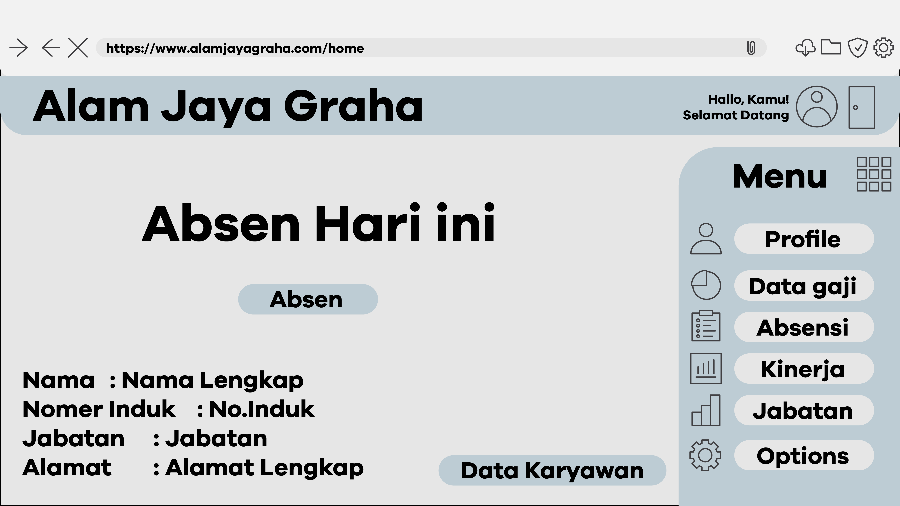 https://www.alamjayagraha.com/home
Alam Jaya Graha
Hallo, Kamu!
Selamat Datang
Absen Hari ini
Absen
Nama : Nama Lengkap
Nomer Induk : No.Induk
Jabatan : Jabatan
Alamat : Alamat Lengkap
Data Karyawan
Menu
Profile
Data gaji
Absensi
Kinerja
Jabatan
Options